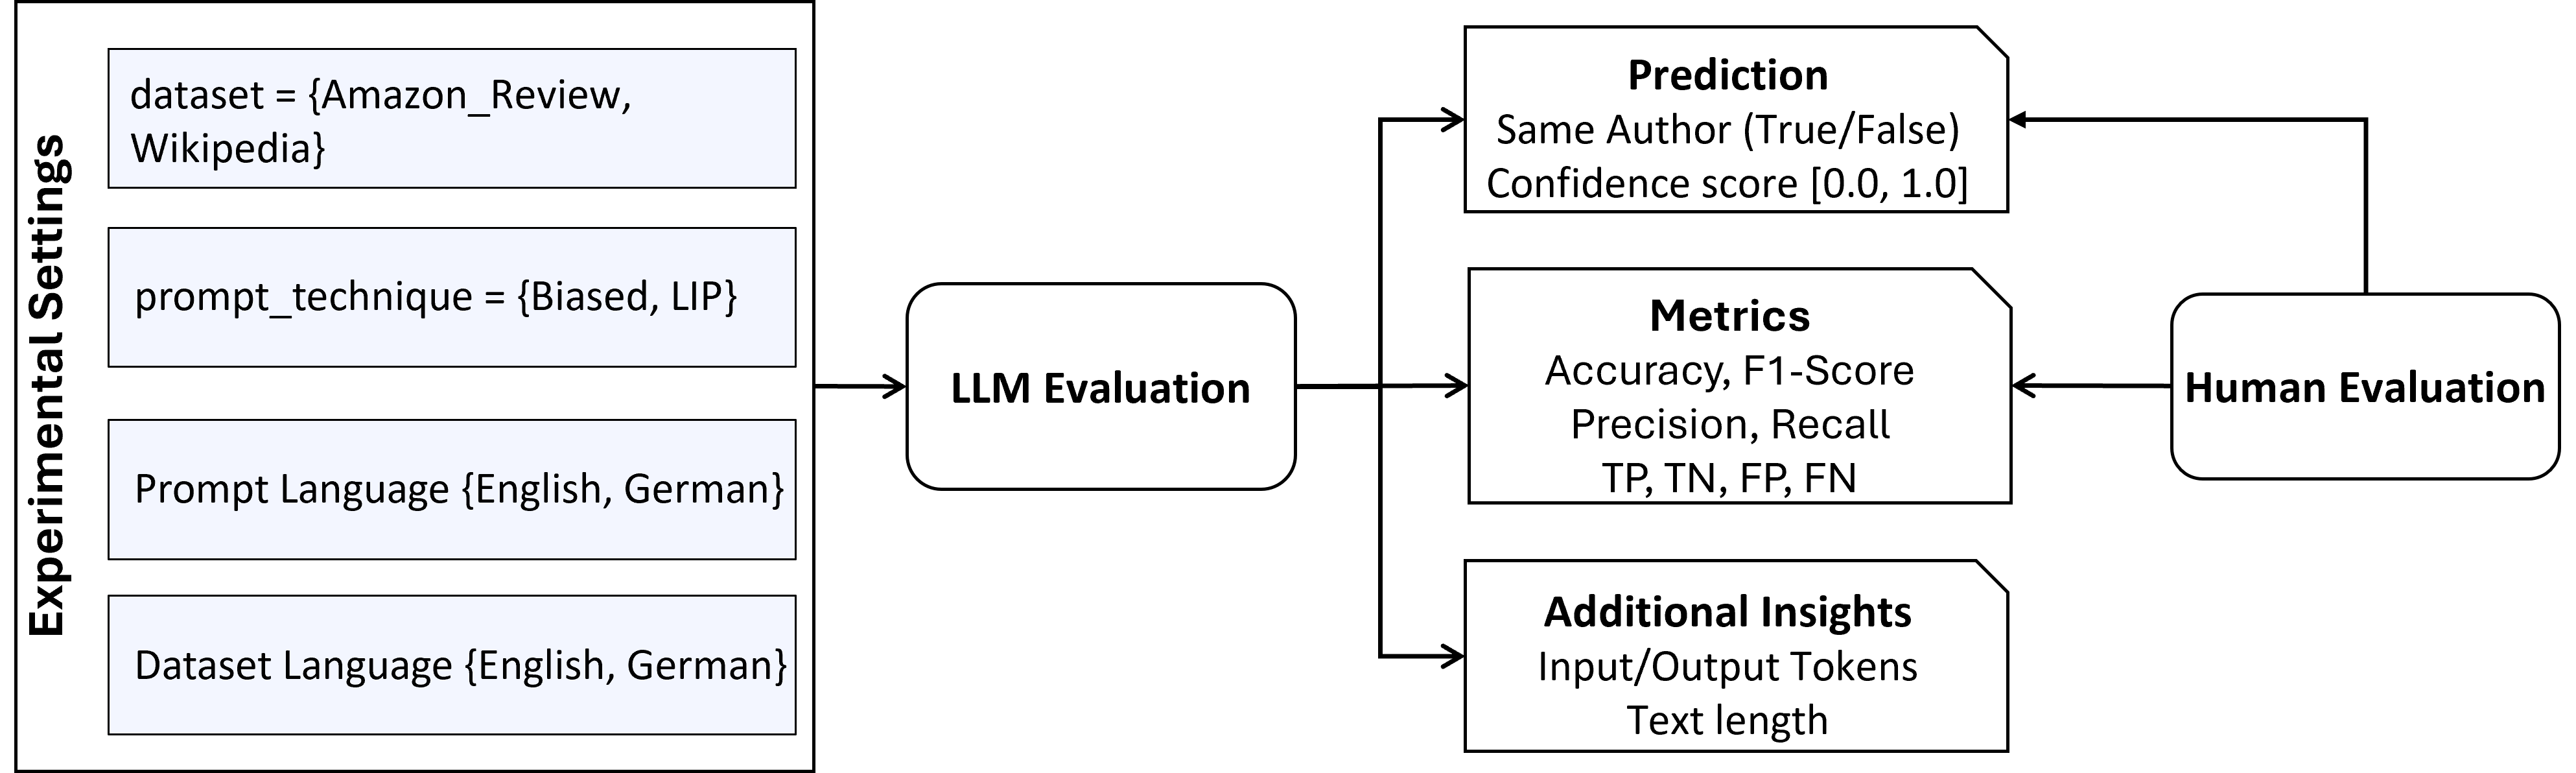 Experimental Settings
dataset = {Amazon_Review,
Wikipedia}
prompt_technique = {Biased, LIP}
Prompt Language {English, German}
Dataset Language {English, German}
LLM Evaluation
Prediction
Same Author (True/False)
Confidence score [0.0, 1.0]
Metrics
Accuracy, F1-Score
Precision, Recall
TP, TN, FP, FN
Additional Insights
Input/Output Tokens
Text length
Human Evaluation